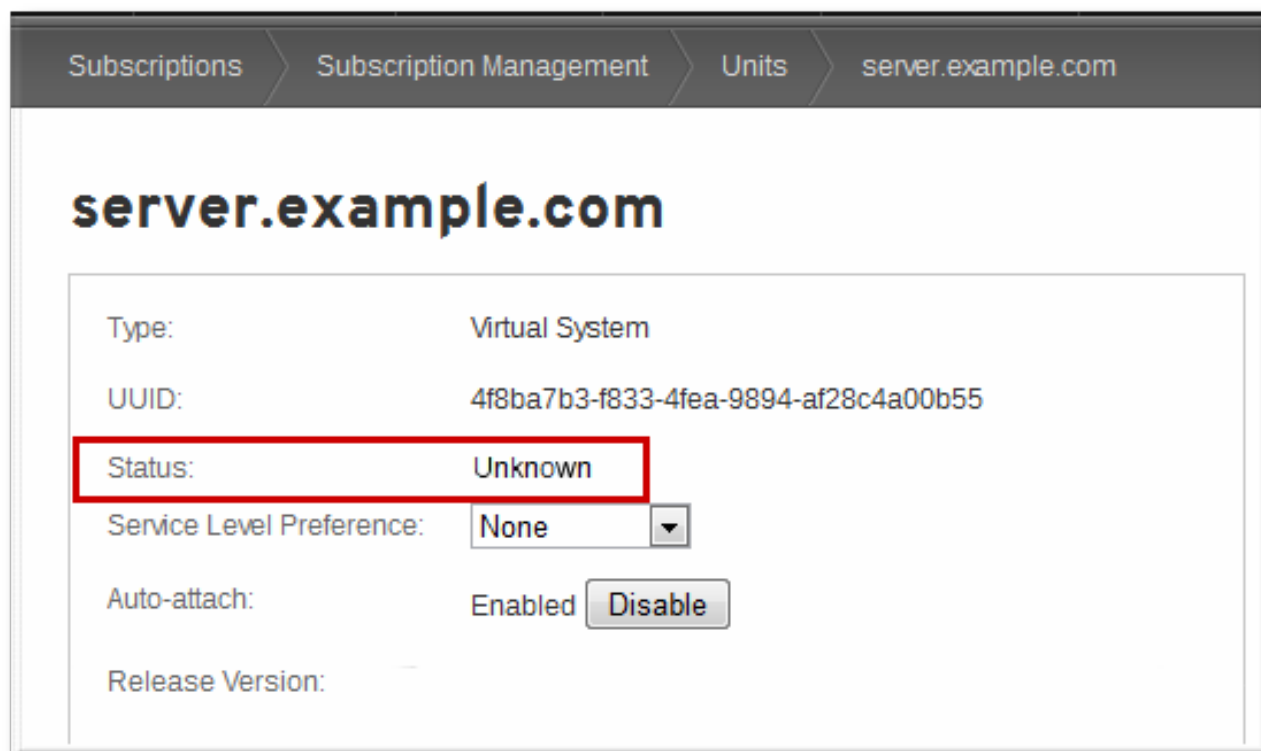 Subscriptions Subscription Management Units server.example.com
server.example.com
Type: Virtual System
UUID: 4f8ba7b3-f833-4fea-9894-af28c4a00b55
Status: Unknown
Service Level Preference: None
Auto-attach: Enabled Disable
Release Version: